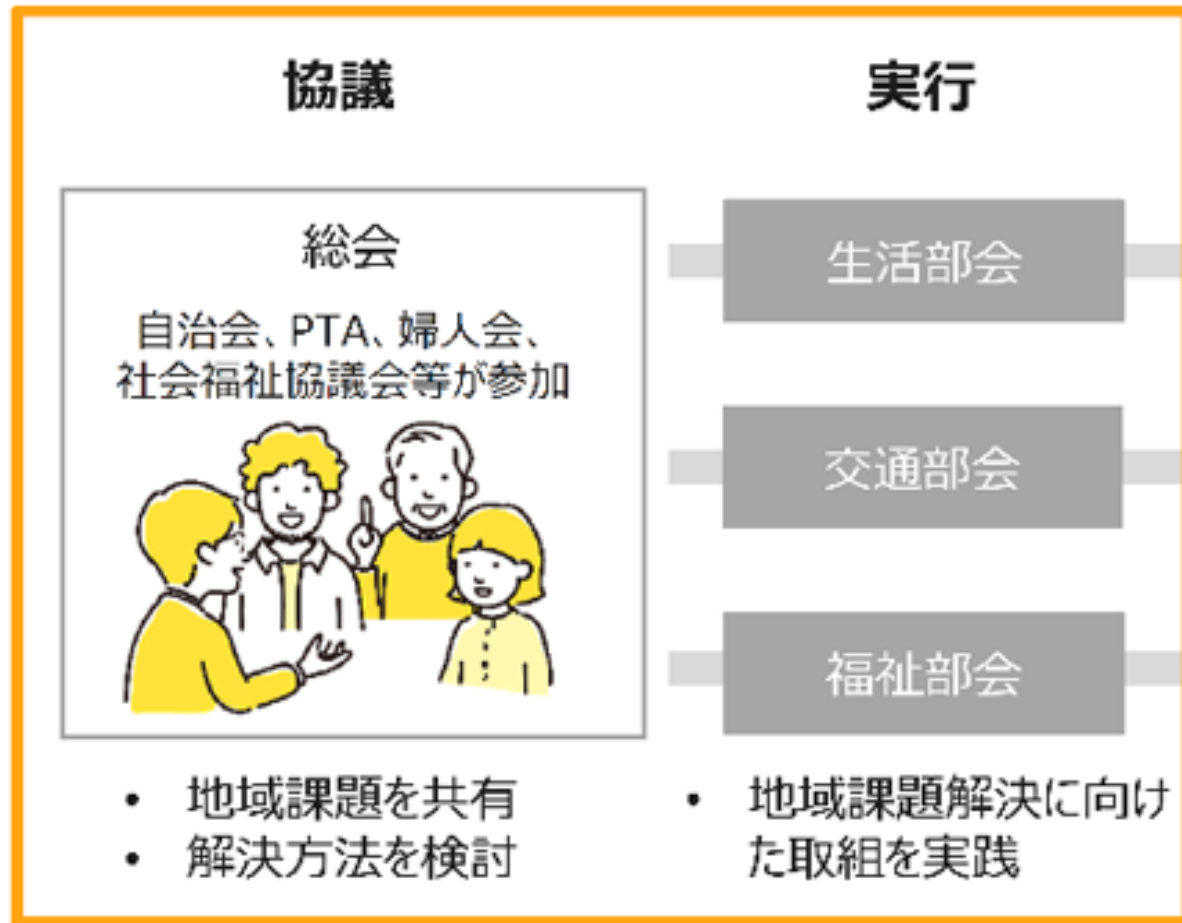 協議
総会
自治会、PTA、婦人会、
社会福祉協議会等が参加
• 地域課題を共有
• 解決方法を検討
実行
生活部会
交通部会
福祉部会
• 地域課題解決に向け
た取組を実践